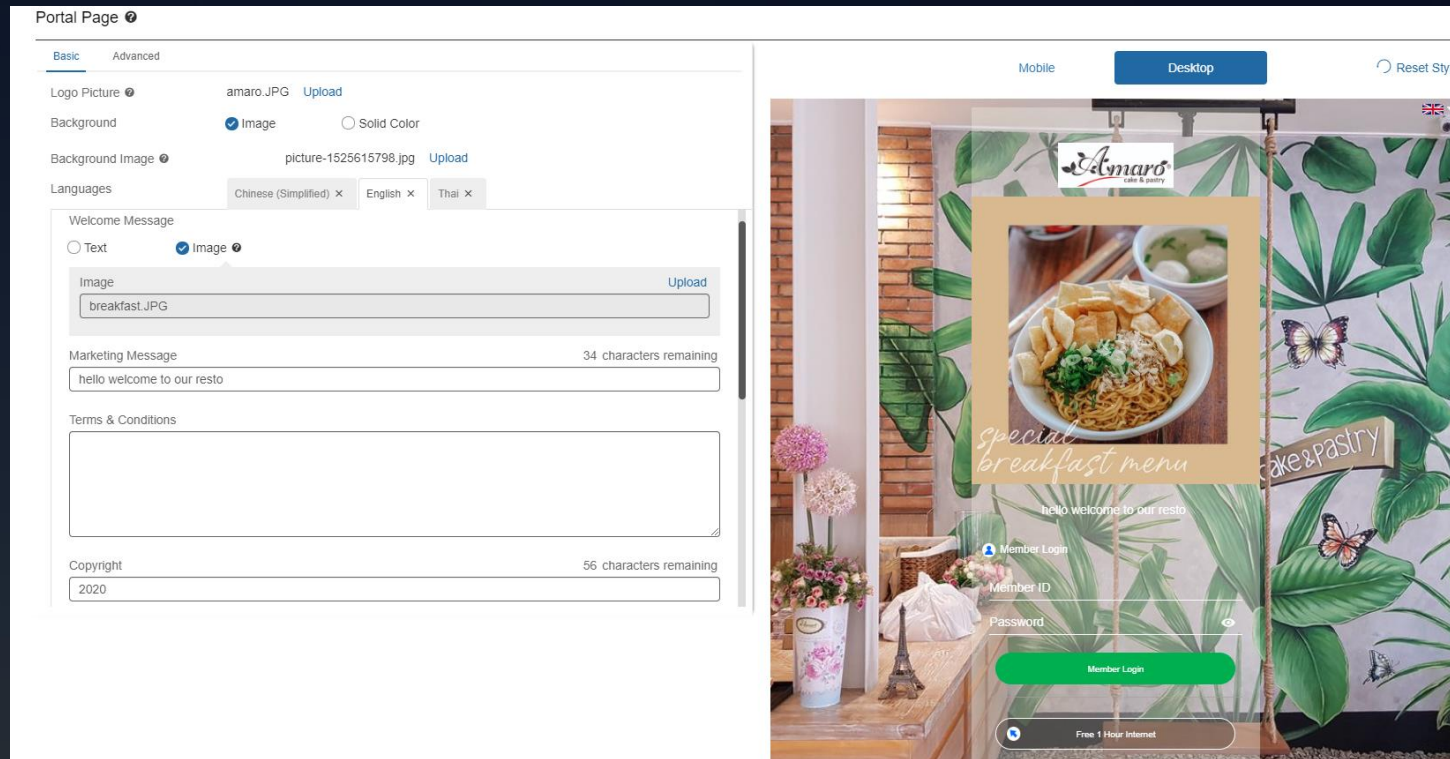 Portal Page
Basic Advanced
Logo Picture amaro.JPG Upload
Background Image Solid Color
Background Image picture-1525615798.jpg Upload
Languages Chinese (Simplified) × English × Thai ×
Welcome Message
Text Image
Image Upload
breakfast.JPG
Marketing Message 34 characters remaining
hello welcome to our resto
Terms & Conditions
Copyright 56 characters remaining
2020
Mobile Desktop Reset Sty
Amaro
cake & pastry
special
breakfast menu
ake&pastry
hello welcome to our resto
Member Login
Member ID
Password
Member Login
Free 1 Hour Internet